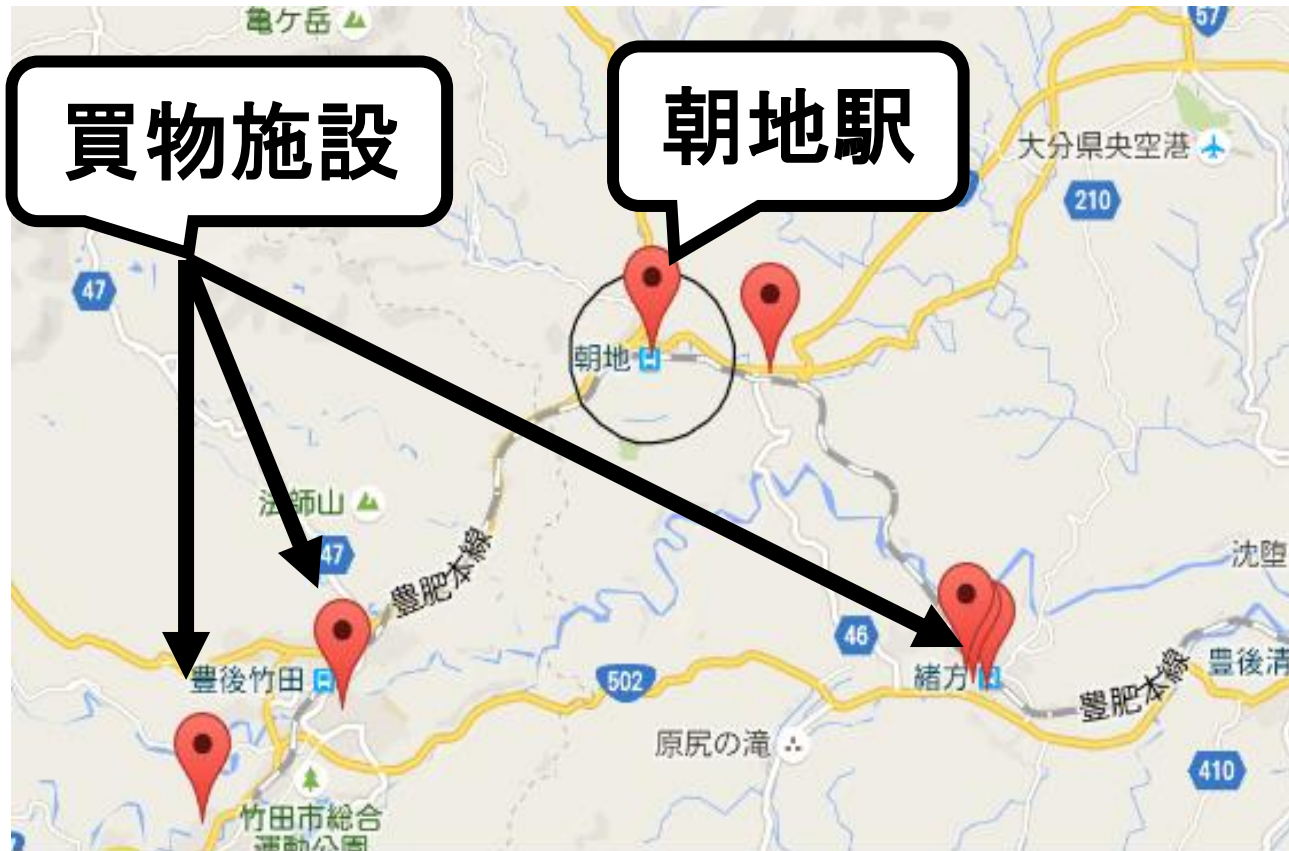 亀ケ岳
57
買物施設
朝地駅
大分県央空港
210
47
朝地
法師山
47
豊肥本線
沈堕
46
豊後竹田
502
緒方
豊後清
豊肥本線
原尻の滝
410
竹田市総合
運動公園